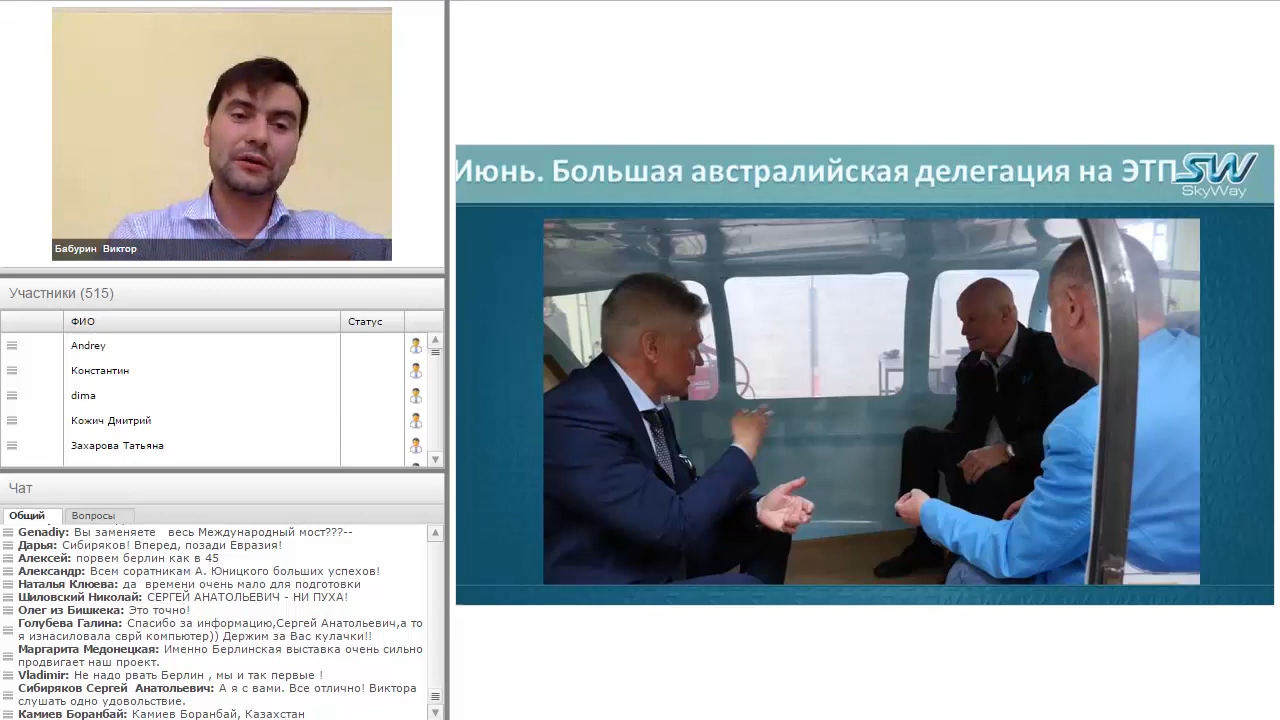 Бабурин Виктор
Участники (515)
ФИО Статус
Andrey
Константин
dima
Кожич Дмитрий
Захарова Татьяна
Чат
Общий Вопросы
Genadiy: Вы заменяете весь Международный мост???--
Дарья: Сибиряков! Вперед, позади Евразия!
Алексей: порвем берлин как в 45
Александр: Всем соратникам А. Юницкого больших успехов!
Наталья Клюева: да времени очень мало для подготовки
Шиловский Николай: СЕРГЕЙ АНАТОЛЬЕВИЧ - НИ ПУХА!
Олег из Бишкека: Это точно!
Голубева Галина: Спасибо за информацию,Сергей Анатольевич,а то
я изнасиловала сврй компьютер)) Держим за Вас кулачки!!
Маргарита Медонецкая: Именно Берлинская выставка очень сильно
продвигает наш проект.
Vladimir: Не надо рвать Берлин , мы и так первые !
Сибиряков Сергей Анатольевич: А я с вами. Все отлично! Виктора
слушать одно удовольствие.
Камиев Боранбай: Камиев Боранбай, Казахстан
Июнь. Большая австралийская делегация на ЭТП
SW
SkyWay